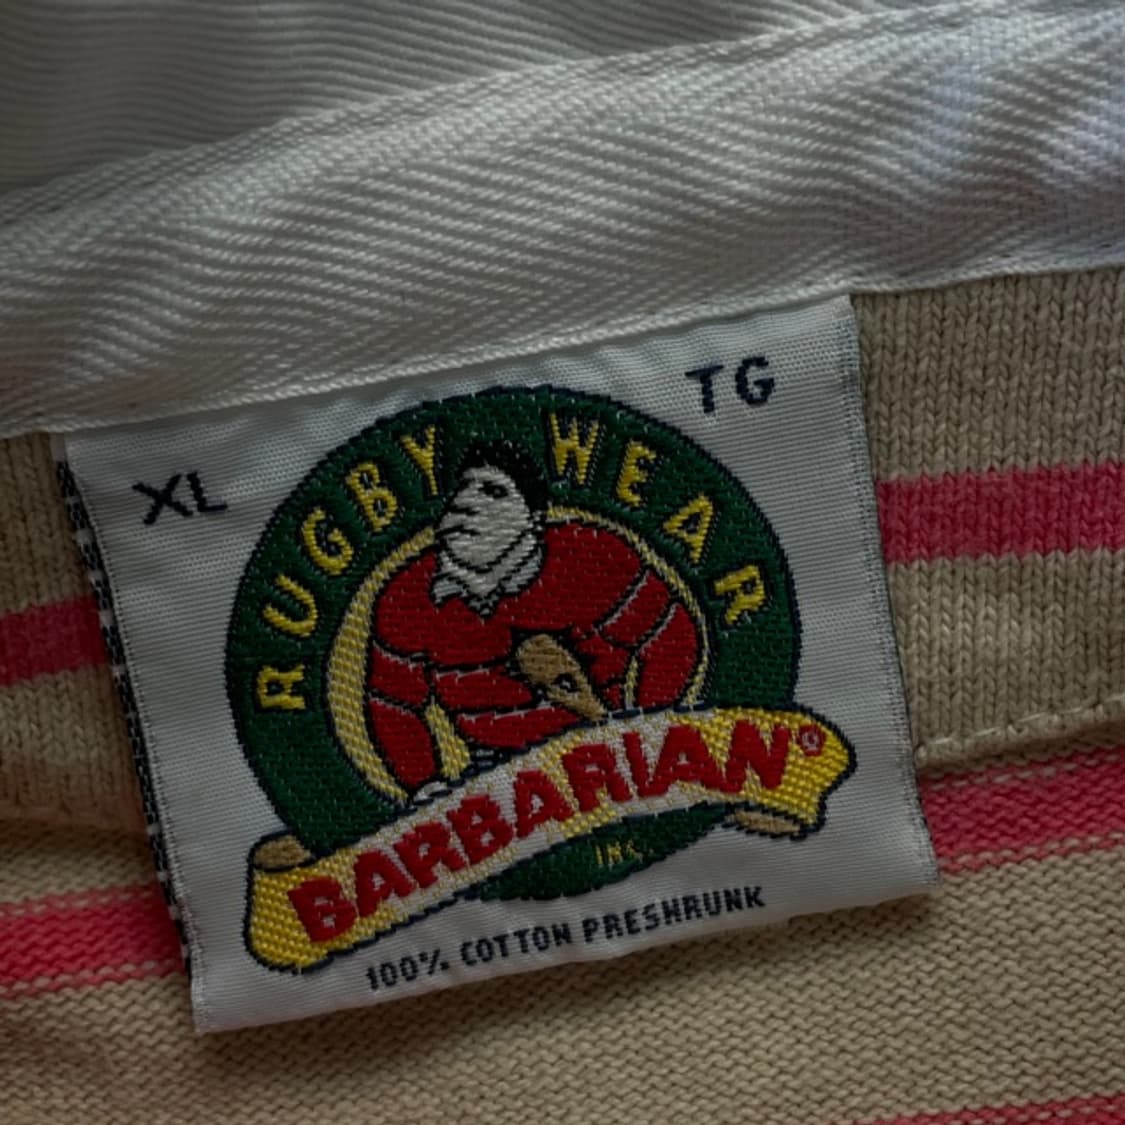 XL
TG
RUGBY WEAR
BARBARIAN®
INC.
100% COTTON PRESHRUNK